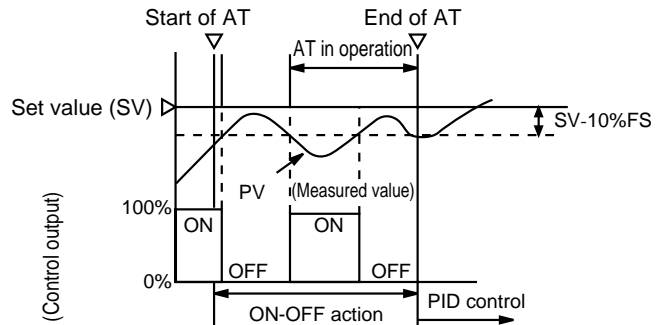 Start of AT
End of AT
AT in operation
Set value (SV)
SV-10%FS
PV
(Measured value)
100%
ON
ON
OFF
OFF
0%
(Control output)
ON-OFF action
PID control